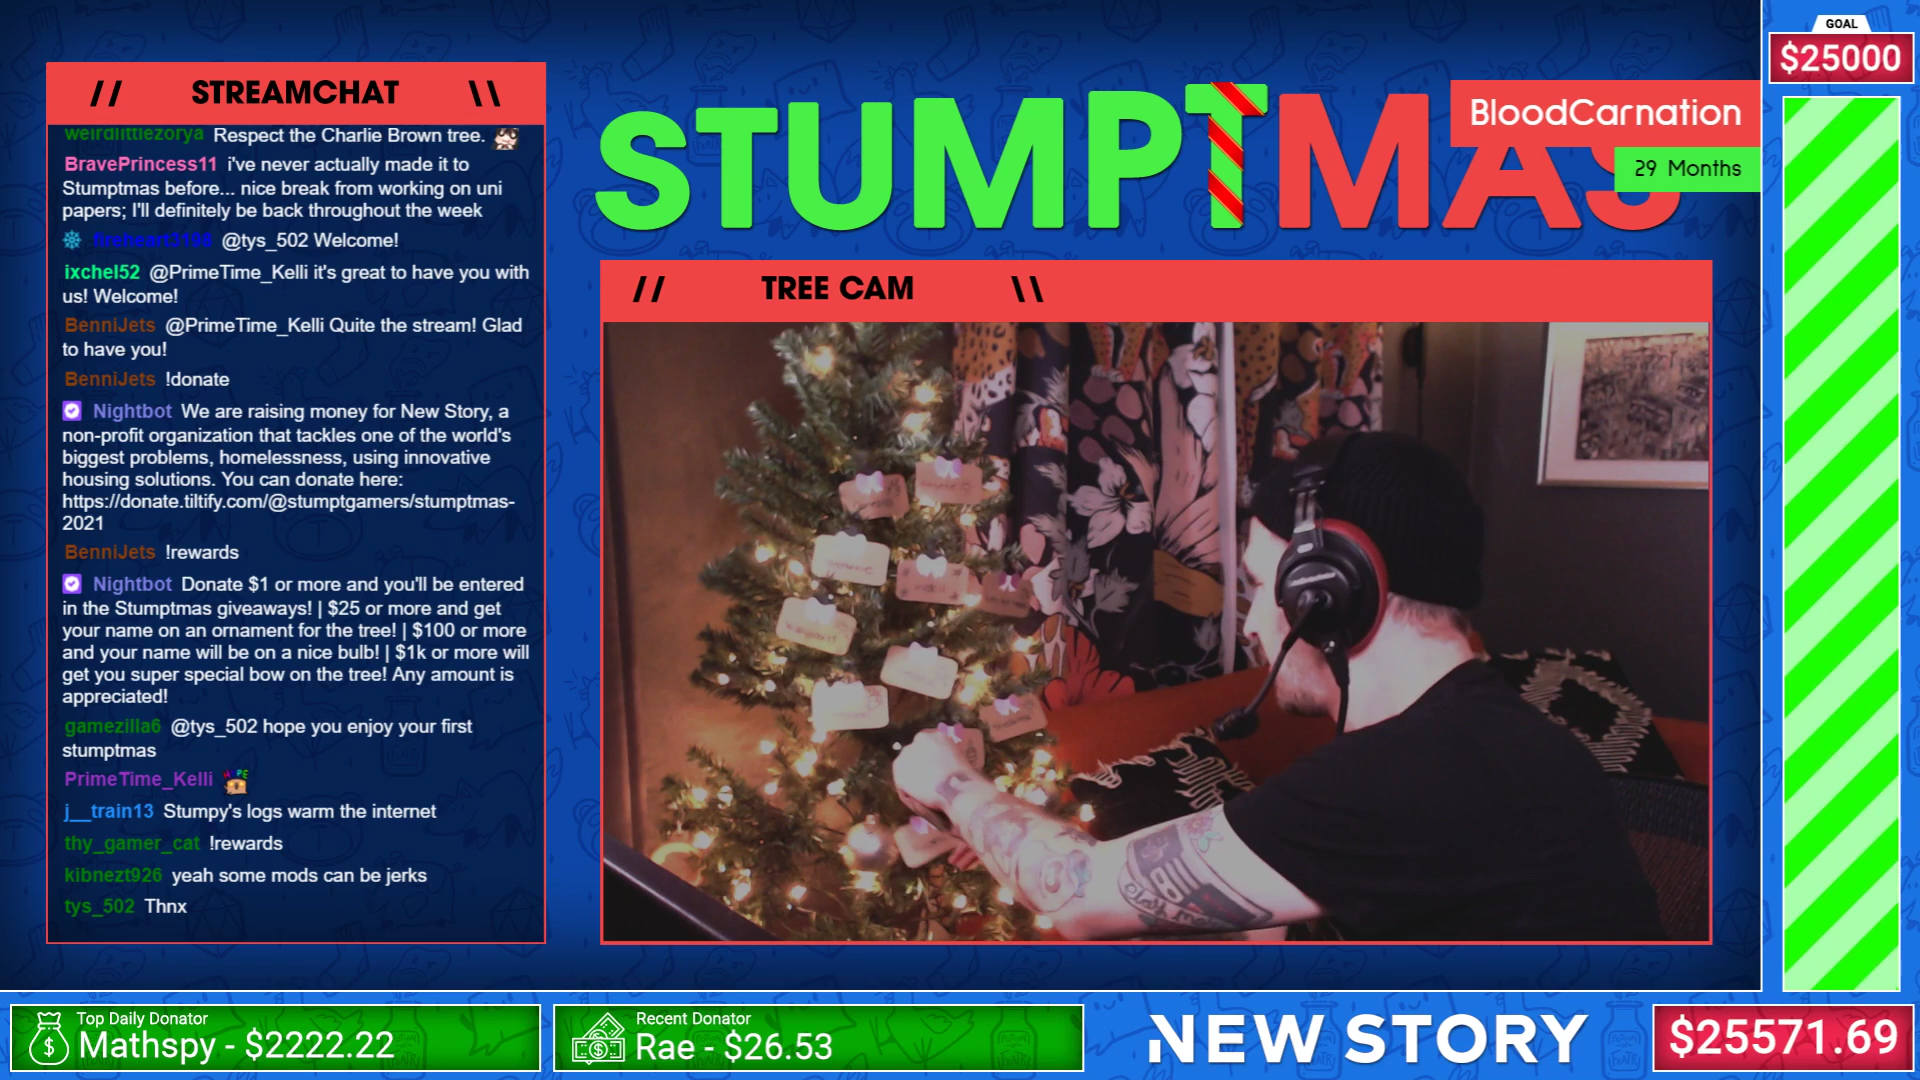 // STREAMCHAT \\
weirdlittlezorya Respect the Charlie Brown tree.
BravePrincess11 i've never actually made it to
Stumptmas before... nice break from working on uni
papers; I'll definitely be back throughout the week
fireheart3198 @tys_502 Welcome!
ixchel52 @PrimeTime_Kelli it's great to have you with
us! Welcome!
BenniJets @PrimeTime_Kelli Quite the stream! Glad
to have you!
BenniJets !donate
Nightbot We are raising money for New Story, a
non-profit organization that tackles one of the world's
biggest problems, homelessness, using innovative
housing solutions. You can donate here:
https://donate.tiltify.com/@stumptgamers/stumptmas-
2021
BenniJets !rewards
Nightbot Donate $1 or more and you'll be entered
in the Stumptmas giveaways! | $25 or more and get
your name on an ornament for the tree! | $100 or more
and your name will be on a nice bulb! | $1k or more will
get you super special bow on the tree! Any amount is
appreciated!
gamezilla6 @tys_502 hope you enjoy your first
stumptmas
PrimeTime_Kelli
j__train13 Stumpy's logs warm the internet
thy_gamer_cat !rewards
kibnezt926 yeah some mods can be jerks
tys_502 Thnx
STUMPTMAS
BloodCarnation
29 Months
// TREE CAM \\
GOAL
$25000
Top Daily Donator
Mathspy - $2222.22
Recent Donator
Rae - $26.53
NEW STORY
$25571.69